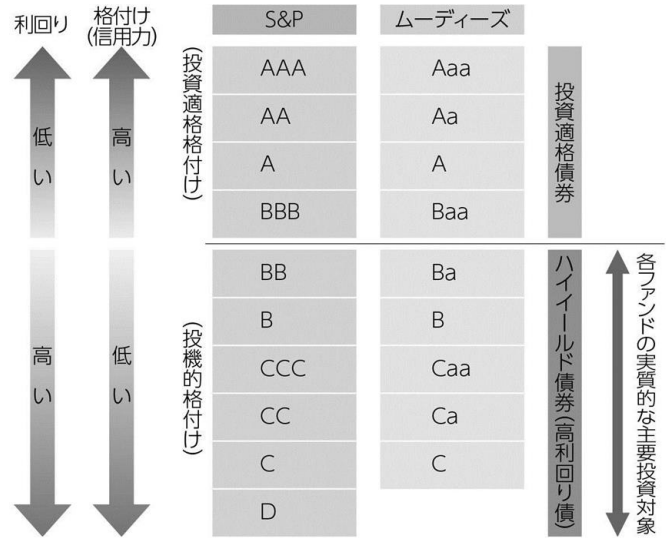 利回り
格付け
(信用力)
S&P
ムーディーズ
低い
高い
(投資適格格付け)
AAA
Aaa
AA
Aa
A
A
BBB
Baa
投資適格債券
高い
低い
(投機的格付け)
BB
Ba
B
B
CCC
Caa
CC
Ca
C
C
D
ハイイールド債券(高利回り債)
各ファンドの実質的な主要投資対象